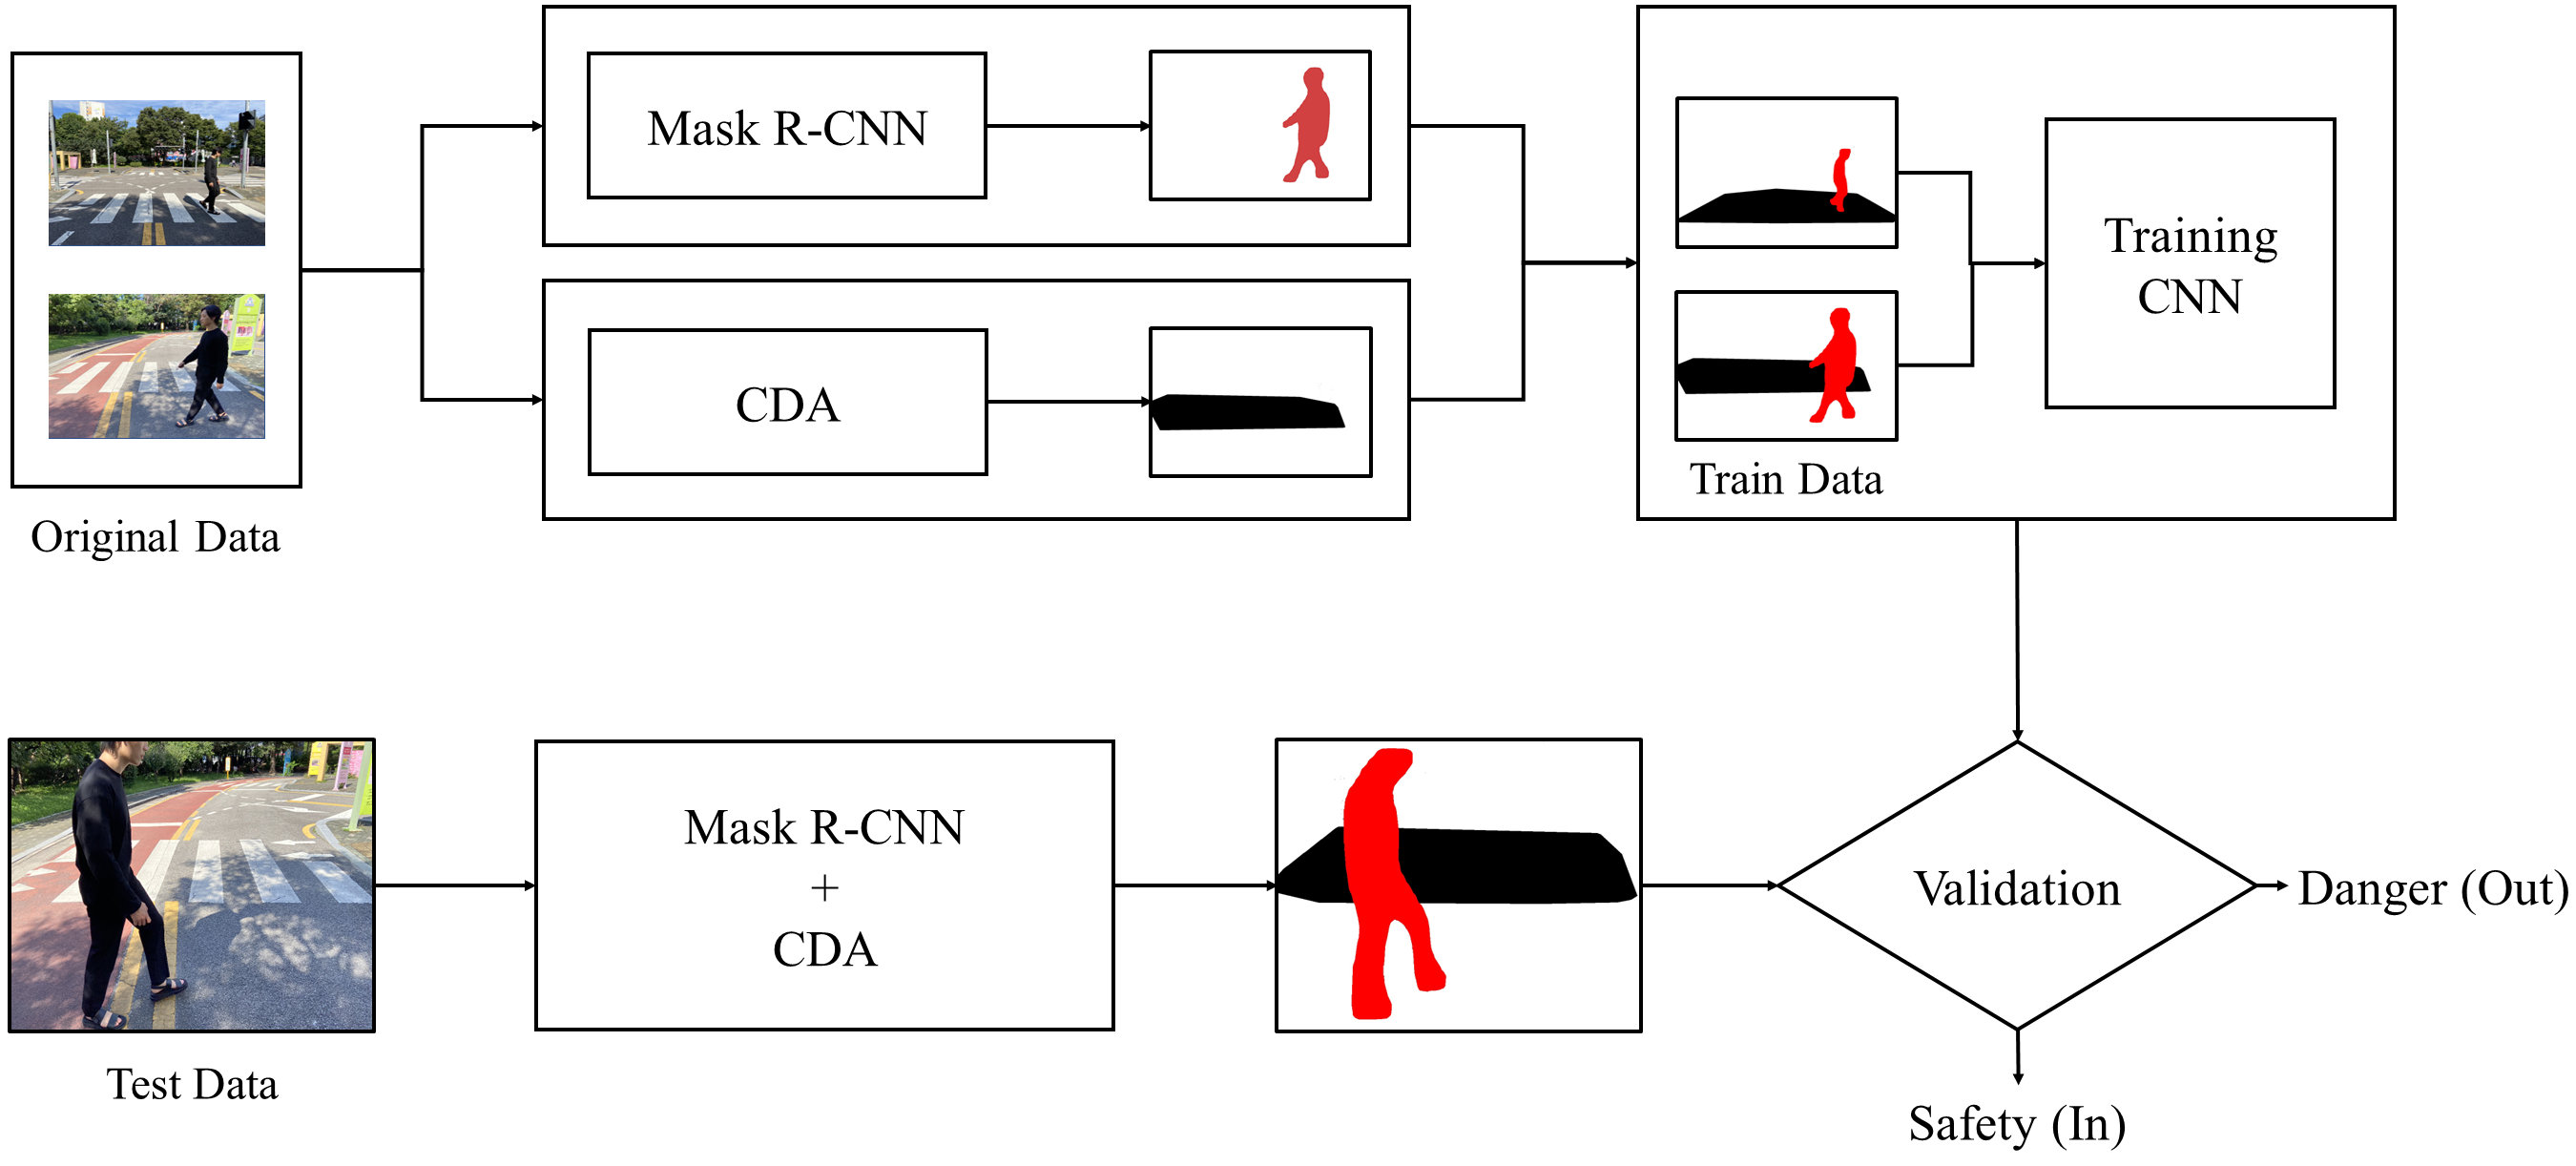 Original Data
Mask R-CNN
CDA
Train Data
Training
CNN
Test Data
Mask R-CNN
+
CDA
Validation
Danger (Out)
Safety (In)